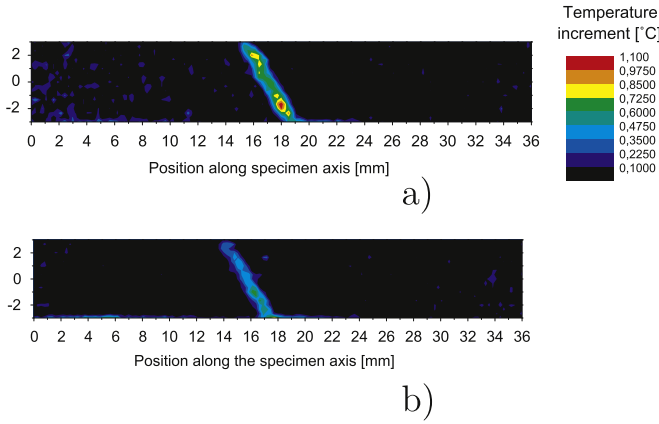 Temperature
increment [˚C]
1,100
0,9750
0,8500
0,7250
0,6000
0,4750
0,3500
0,2250
0,1000
2
0
-2
0 2 4 6 8 10 12 14 16 18 20 22 24 26 28 30 32 34 36
Position along specimen axis [mm]
a)
2
0
-2
0 2 4 6 8 10 12 14 16 18 20 22 24 26 28 30 32 34 36
Position along the specimen axis [mm]
b)